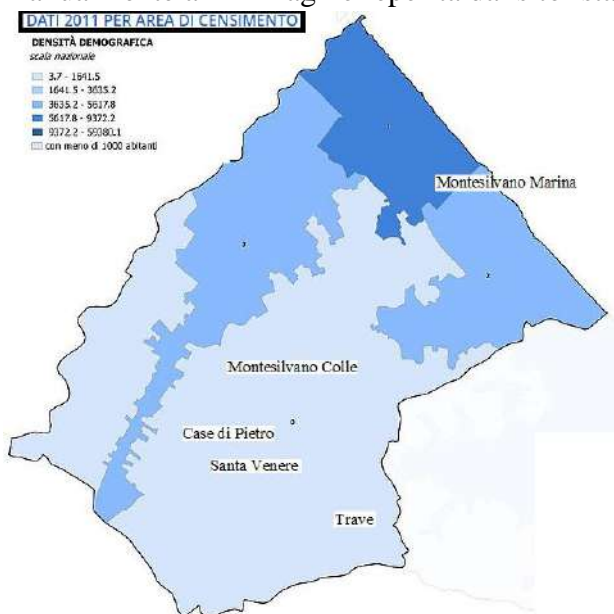 DATI 2011 PER AREA DI CENSIMENTO
DENSITÀ DEMOGRAFICA
scala nazionale
3.7 - 1641.5
1641.5 - 3635.2
3635.2 - 5617.8
5617.8 - 9372.2
9372.2 - 59380.1
con meno di 1000 abitanti
Montesilvano Marina
Montesilvano Colle
Case di Pietro
Santa Venere
Trave